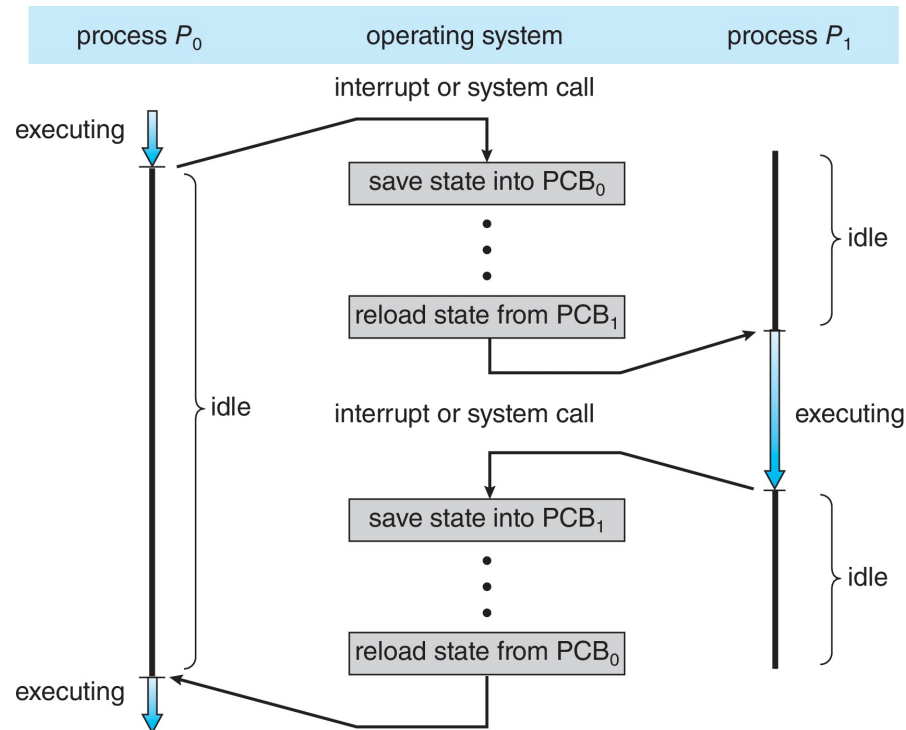 process P₀ operating system process P₁
interrupt or system call
executing
save state into PCB₀
idle
reload state from PCB₁
idle
interrupt or system call
executing
save state into PCB₁
idle
reload state from PCB₀
executing